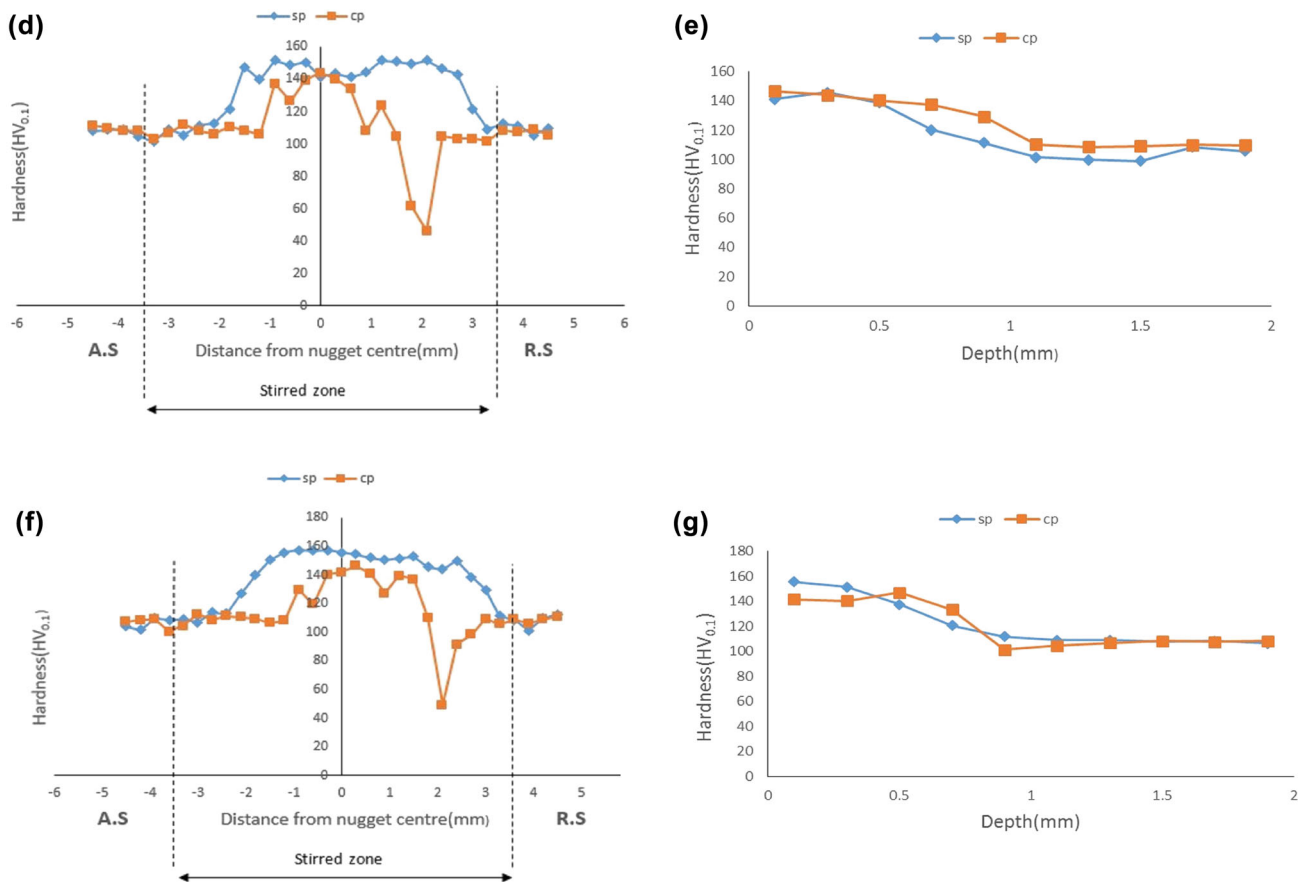 (d)
sp cp
160
140
120
100
80
60
40
20
0
Hardness(HV0.1)
-6 -5 -4 -3 -2 -1 0 1 2 3 4 5 6
A.S Distance from nugget centre(mm) R.S
Stirred zone
(e)
sp cp
160
140
120
100
80
60
40
20
0
Hardness(HV0.1)
0 0.5 1 1.5 2
Depth(mm)
(f)
sp cp
180
160
140
120
100
80
60
40
20
0
Hardness(HV0.1)
-6 -5 -4 -3 -2 -1 0 1 2 3 4 5
A.S Distance from nugget centre(mm) R.S
Stirred zone
(g)
sp cp
180
160
140
120
100
80
60
40
20
0
Hardness(HV0,1)
0 0.5 1 1.5 2
Depth(mm)